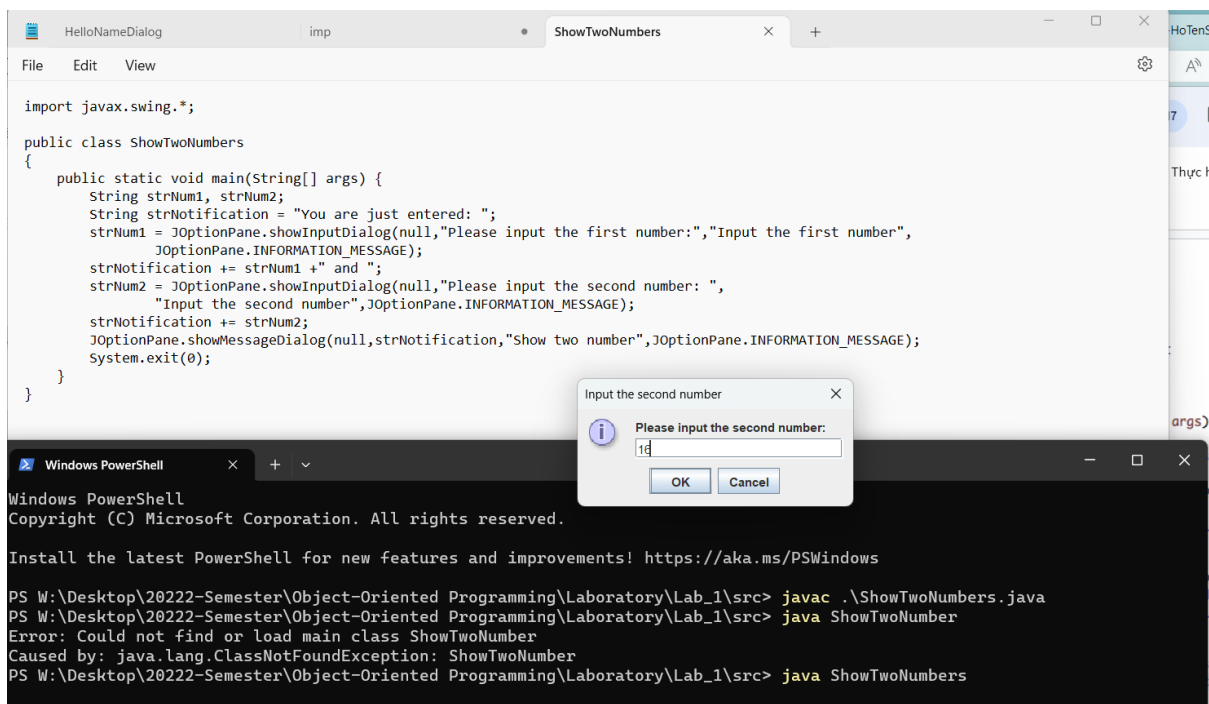 HelloNameDialog imp ShowTwoNumbers
HoTenS
File Edit View
import javax.swing.*;
public class ShowTwoNumbers
{
public static void main(String[] args) {
String strNum1, strNum2;
String strNotification = "You are just entered: ";
strNum1 = JOptionPane.showInputDialog(null,"Please input the first number:","Input the first number",
JOptionPane.INFORMATION_MESSAGE);
strNotification += strNum1 +" and ";
strNum2 = JOptionPane.showInputDialog(null,"Please input the second number: ",
"Input the second number",JOptionPane.INFORMATION_MESSAGE);
strNotification += strNum2;
JOptionPane.showMessageDialog(null,strNotification,"Show two number",JOptionPane.INFORMATION_MESSAGE);
System.exit(0);
}
}
7
Thực h
args)
Input the second number
Please input the second number:
16
OK Cancel
Windows PowerShell
Windows PowerShell
Copyright (C) Microsoft Corporation. All rights reserved.
Install the latest PowerShell for new features and improvements! https://aka.ms/PSWindows
PS W:\Desktop\20222-Semester\Object-Oriented Programming\Laboratory\Lab_1\src> javac .\ShowTwoNumbers.java
PS W:\Desktop\20222-Semester\Object-Oriented Programming\Laboratory\Lab_1\src> java ShowTwoNumber
Error: Could not find or load main class ShowTwoNumber
Caused by: java.lang.ClassNotFoundException: ShowTwoNumber
PS W:\Desktop\20222-Semester\Object-Oriented Programming\Laboratory\Lab_1\src> java ShowTwoNumbers